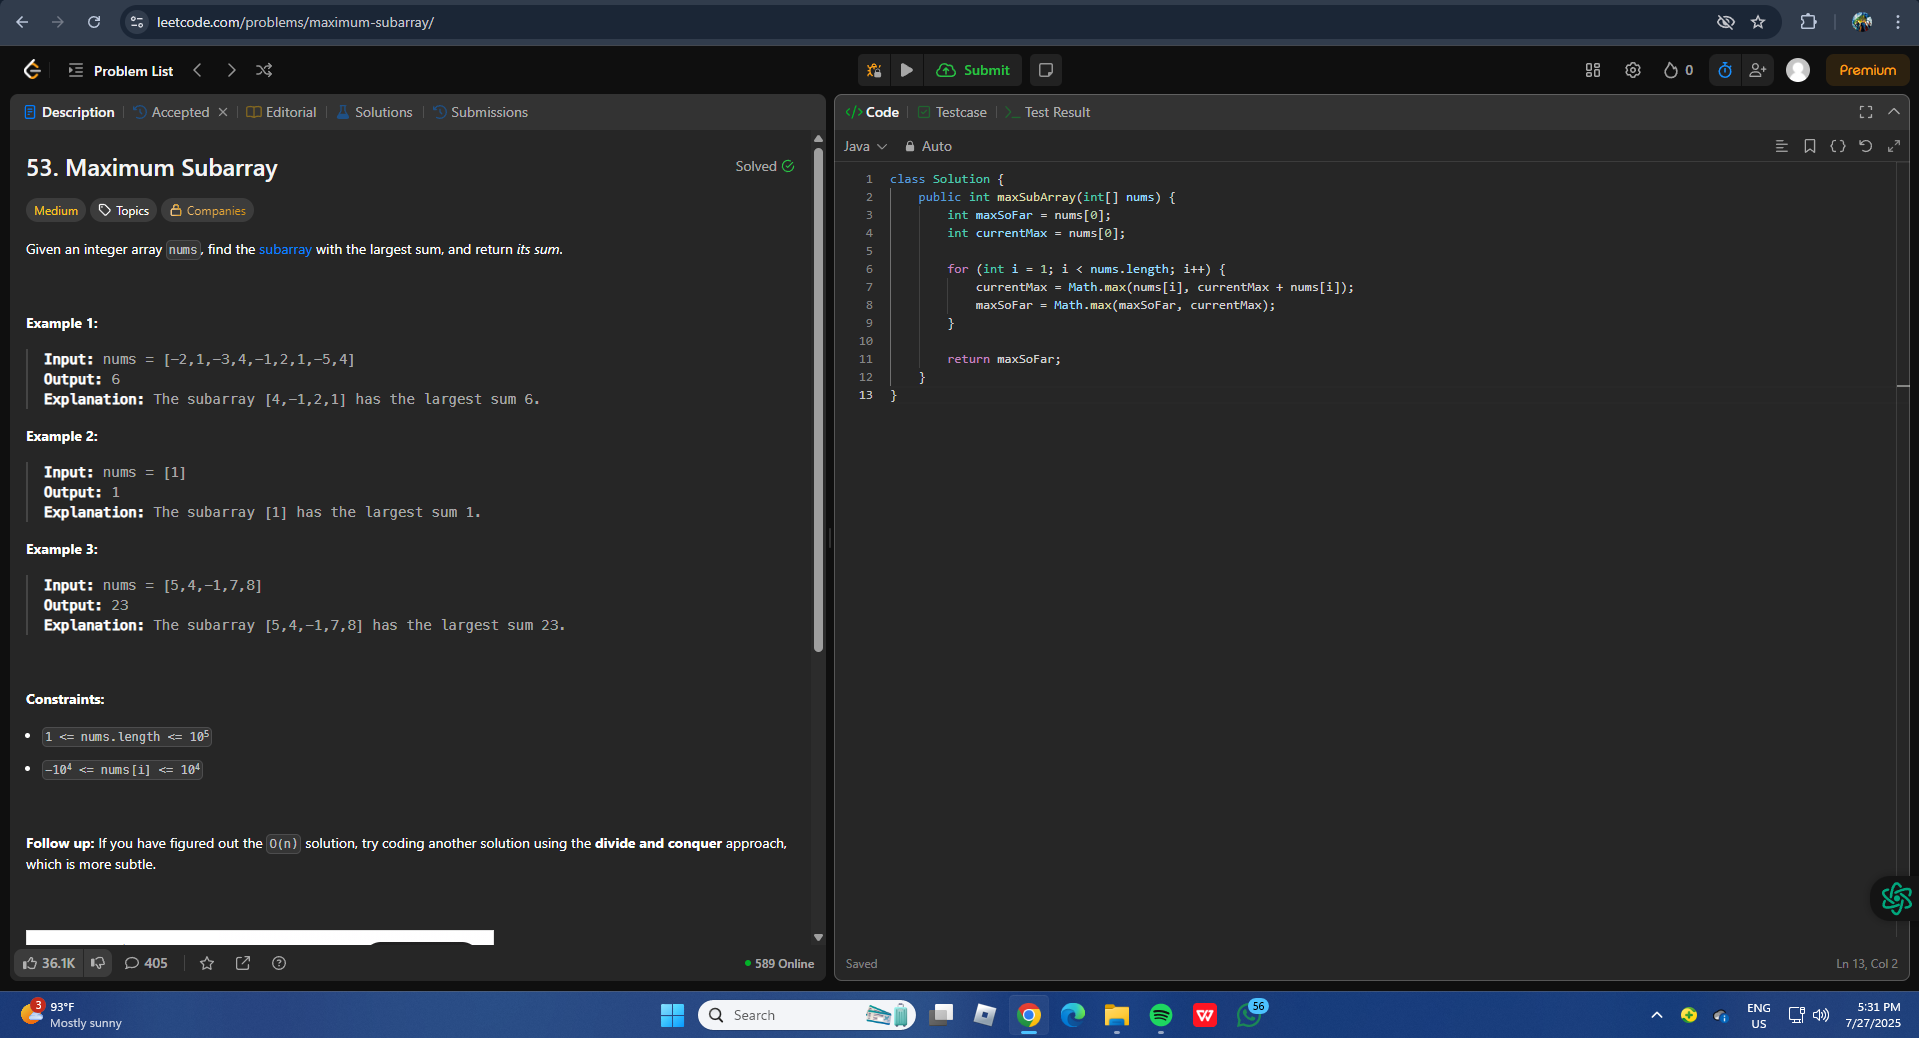 leetcode.com/problems/maximum-subarray/
Problem List
Submit
0
Premium
Description
Accepted
Editorial
Solutions
Submissions
53. Maximum Subarray
Solved
Medium
Topics
Companies
Given an integer array nums, find the subarray with the largest sum, and return its sum.
Example 1:
Input: nums = [-2,1,-3,4,-1,2,1,-5,4]
Output: 6
Explanation: The subarray [4,-1,2,1] has the largest sum 6.
Example 2:
Input: nums = [1]
Output: 1
Explanation: The subarray [1] has the largest sum 1.
Example 3:
Input: nums = [5,4,-1,7,8]
Output: 23
Explanation: The subarray [5,4,-1,7,8] has the largest sum 23.
Constraints:
• 1 <= nums.length <= 10⁵
• -10⁴ <= nums[i] <= 10⁴
Follow up: If you have figured out the O(n) solution, try coding another solution using the divide and conquer approach,
which is more subtle.
36.1K
405
589 Online
Code
Testcase
Test Result
Java
Auto
1 class Solution {
2     public int maxSubArray(int[] nums) {
3         int maxSoFar = nums[0];
4         int currentMax = nums[0];
5
6         for (int i = 1; i < nums.length; i++) {
7             currentMax = Math.max(nums[i], currentMax + nums[i]);
8             maxSoFar = Math.max(maxSoFar, currentMax);
9         }
10
11         return maxSoFar;
12     }
13 }
Saved
Ln 13, Col 2
3
93°F
Mostly sunny
Search
W
56
ENG
US
5:31 PM
7/27/2025